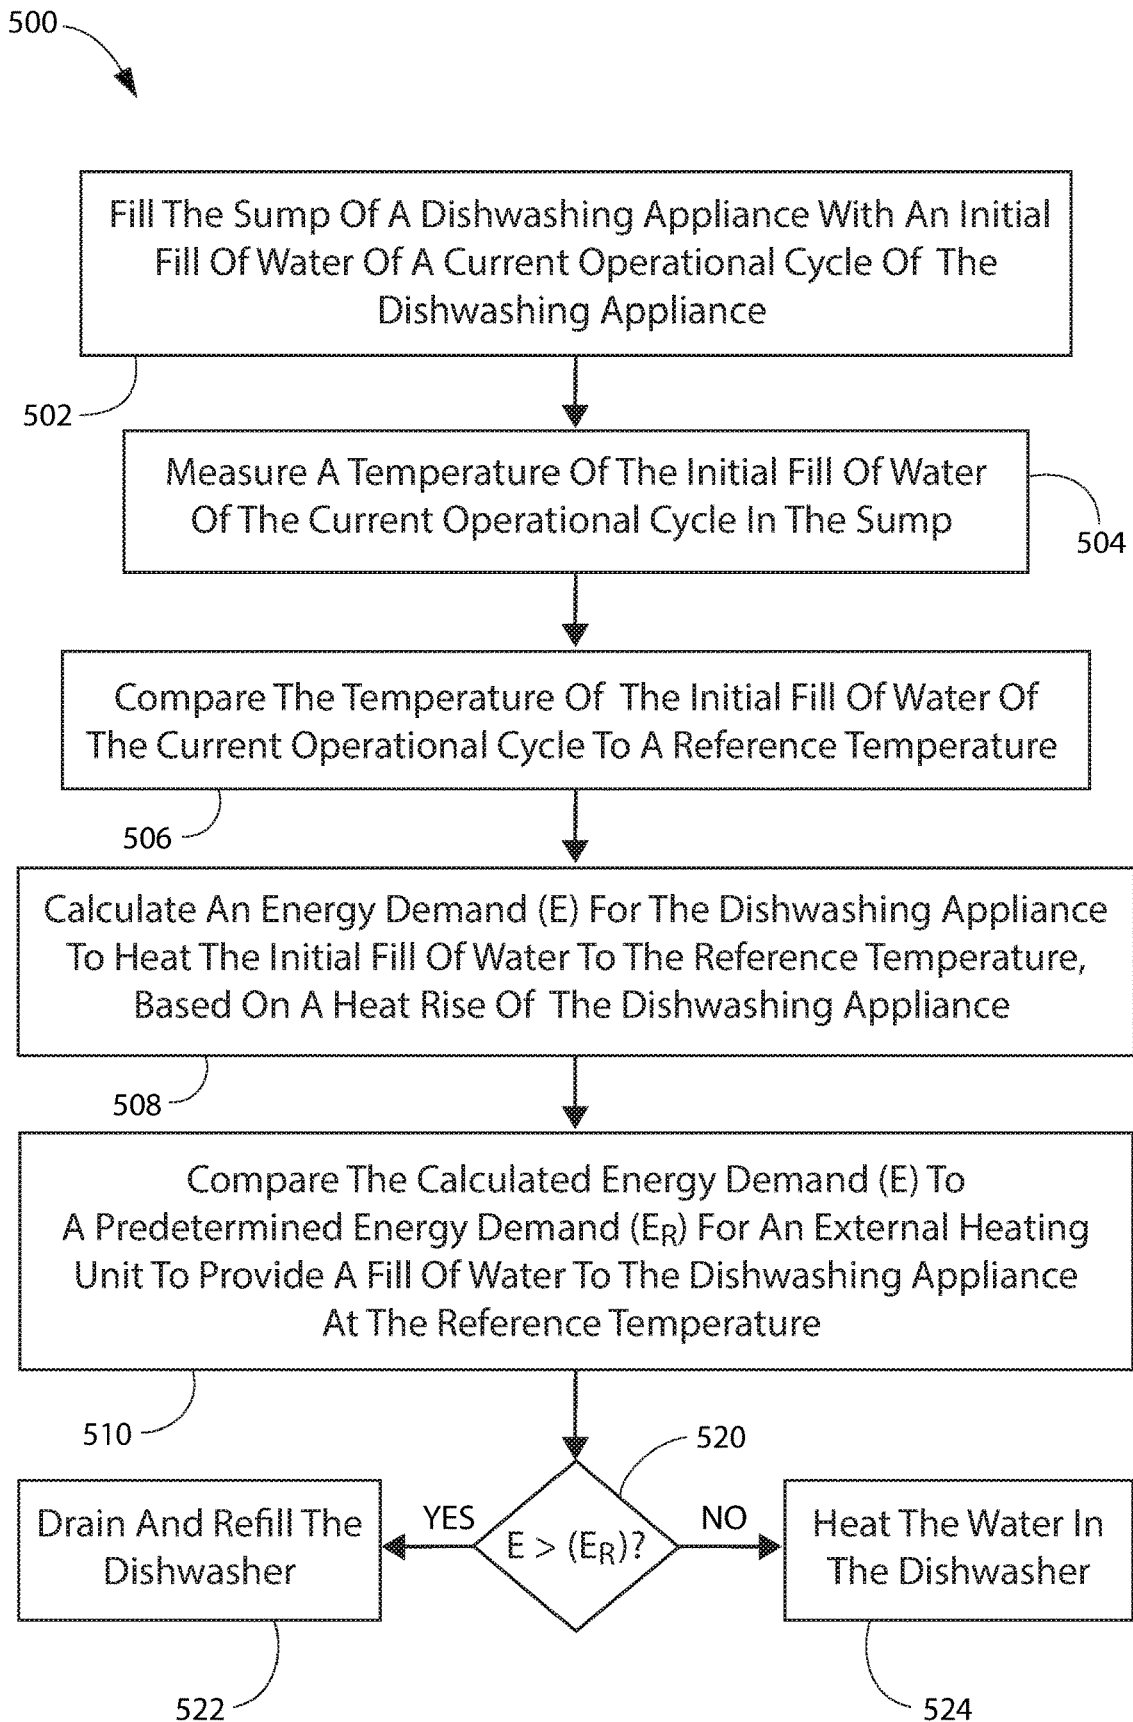 500
Fill The Sump Of A Dishwashing Appliance With An Initial
Fill Of Water Of A Current Operational Cycle Of The
Dishwashing Appliance
502
Measure A Temperature Of The Initial Fill Of Water
Of The Current Operational Cycle In The Sump
504
Compare The Temperature Of The Initial Fill Of Water Of
The Current Operational Cycle To A Reference Temperature
506
Calculate An Energy Demand (E) For The Dishwashing Appliance
To Heat The Initial Fill Of Water To The Reference Temperature,
Based On A Heat Rise Of The Dishwashing Appliance
508
Compare The Calculated Energy Demand (E) To
A Predetermined Energy Demand (ER) For An External Heating
Unit To Provide A Fill Of Water To The Dishwashing Appliance
At The Reference Temperature
510
520
Drain And Refill The
Dishwasher
YES
E > (ER)?
NO
Heat The Water In
The Dishwasher
522
524